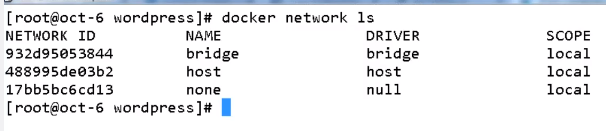 [root@oct-6 wordpress]# docker network ls
NETWORK ID NAME DRIVER SCOPE
932d95053844 bridge bridge local
488995de03b2 host host local
17bb5bc6cd13 none null local
[root@oct-6 wordpress]#